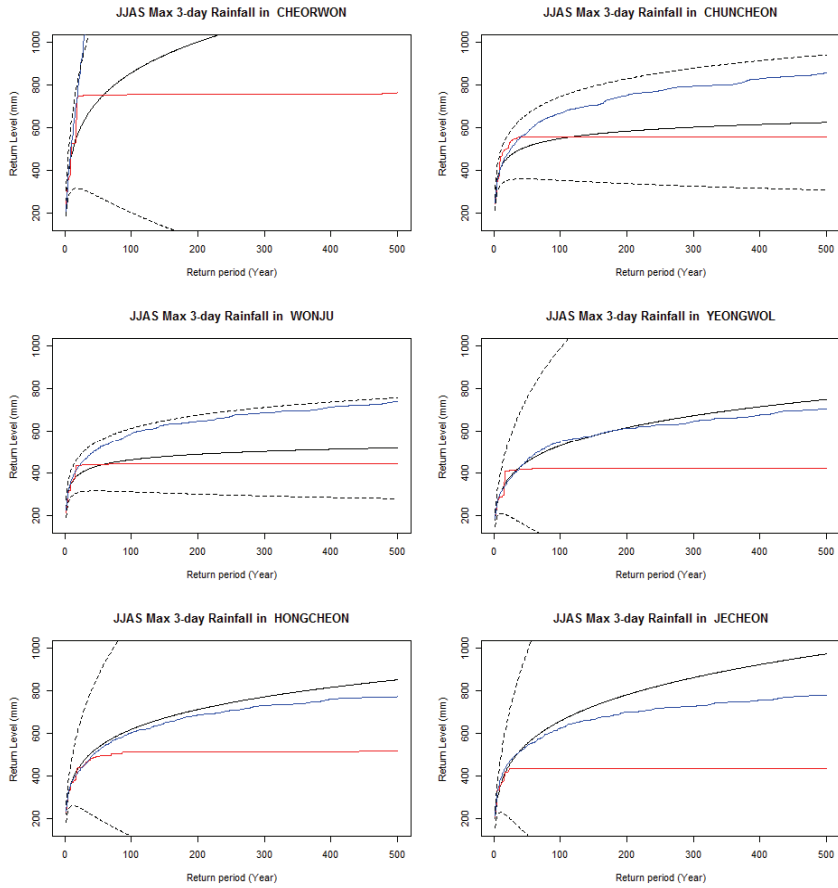 JJAS Max 3-day Rainfall in CHEORWON
Return Level (mm)
200 400 600 800 1000
0 100 200 300 400 500
Return period (Year)
JJAS Max 3-day Rainfall in CHUNCHEON
Return Level (mm)
200 400 600 800 1000
0 100 200 300 400 500
Return period (Year)
JJAS Max 3-day Rainfall in WONJU
Return Level (mm)
200 400 600 800 1000
0 100 200 300 400 500
Return period (Year)
JJAS Max 3-day Rainfall in YEONGWOL
Return Level (mm)
200 400 600 800 1000
0 100 200 300 400 500
Return period (Year)
JJAS Max 3-day Rainfall in HONGCHEON
Return Level (mm)
200 400 600 800 1000
0 100 200 300 400 500
Return period (Year)
JJAS Max 3-day Rainfall in JECHEON
Return Level (mm)
200 400 600 800 1000
0 100 200 300 400 500
Return period (Year)